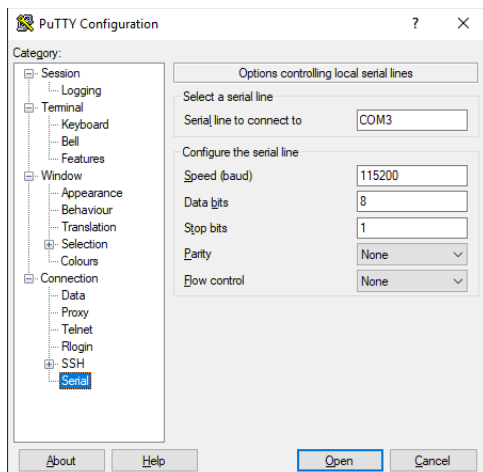 PuTTY Configuration
?
Category:
Session
Logging
Terminal
Keyboard
Bell
Features
Window
Appearance
Behaviour
Translation
Selection
Colours
Connection
Data
Proxy
Telnet
Rlogin
SSH
Serial
Options controlling local serial lines
Select a serial line
Serial line to connect to COM3
Configure the serial line
Speed (baud) 115200
Data bits 8
Stop bits 1
Parity None
Flow control None
About Help Open Cancel